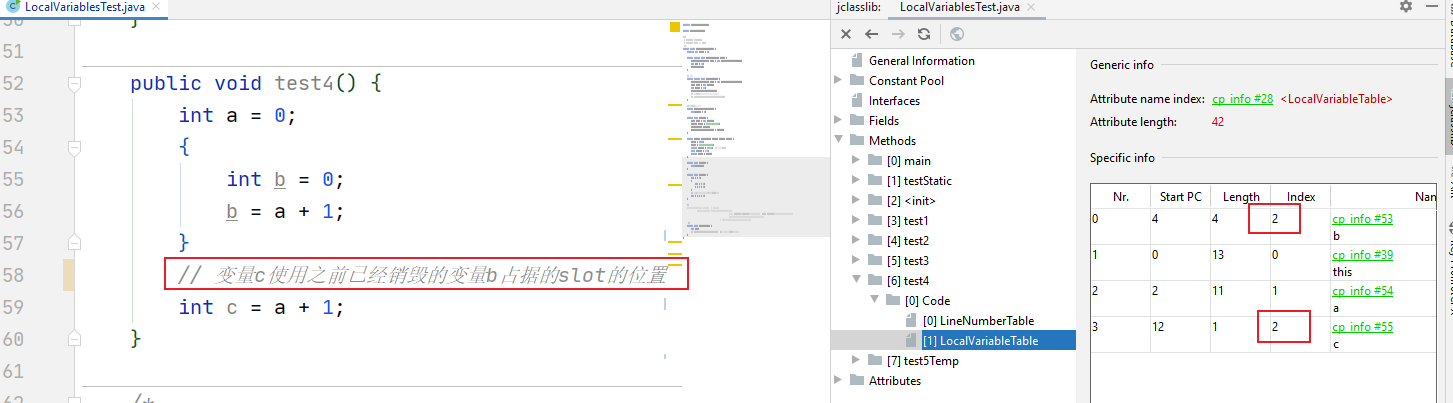 LocalVariablesTest.java
51
52 public void test4() {
53 int a = 0;
54 {
55 int b = 0;
56 b = a + 1;
57 }
58 // 变量c使用之前已经销毁的变量b占据的slot的位置
59 int c = a + 1;
60 }
61
/*
jclasslib: LocalVariablesTest.java
General Information
Constant Pool
Interfaces
Fields
Methods
[0] main
[1] testStatic
[2] <init>
[3] test1
[4] test2
[5] test3
[6] test4
[0] Code
[0] LineNumberTable
[1] LocalVariableTable
[7] test5Temp
Attributes
Generic info
Attribute name index: cp_info #28 <LocalVariableTable>
Attribute length: 42
Specific info
Nr. Start PC Length Index Nan
0 4 4 2 cp_info #53
b
1 0 13 0 cp_info #39
this
2 2 11 1 cp_info #54
a
3 12 1 2 cp_info #55
c